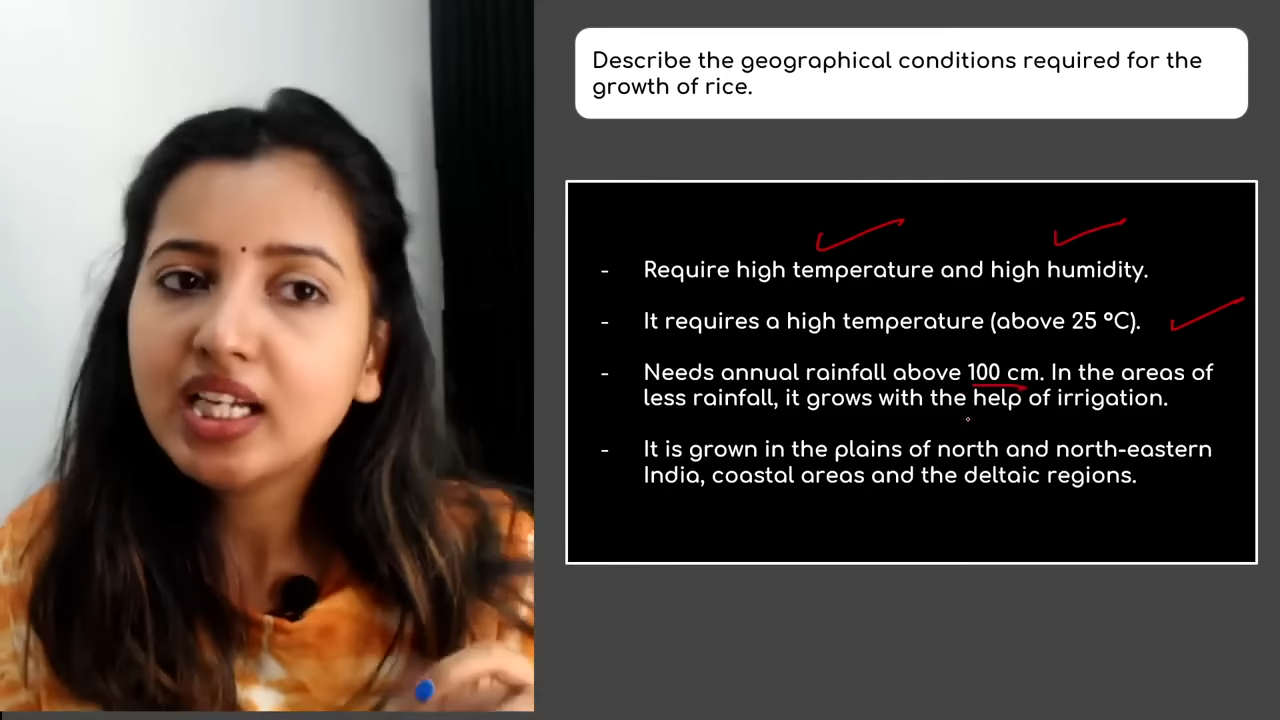 Describe the geographical conditions required for the
growth of rice.
- Require high temperature and high humidity.
- It requires a high temperature (above 25 °C).
- Needs annual rainfall above 100 cm. In the areas of
less rainfall, it grows with the help of irrigation.
- It is grown in the plains of north and north-eastern
India, coastal areas and the deltaic regions.